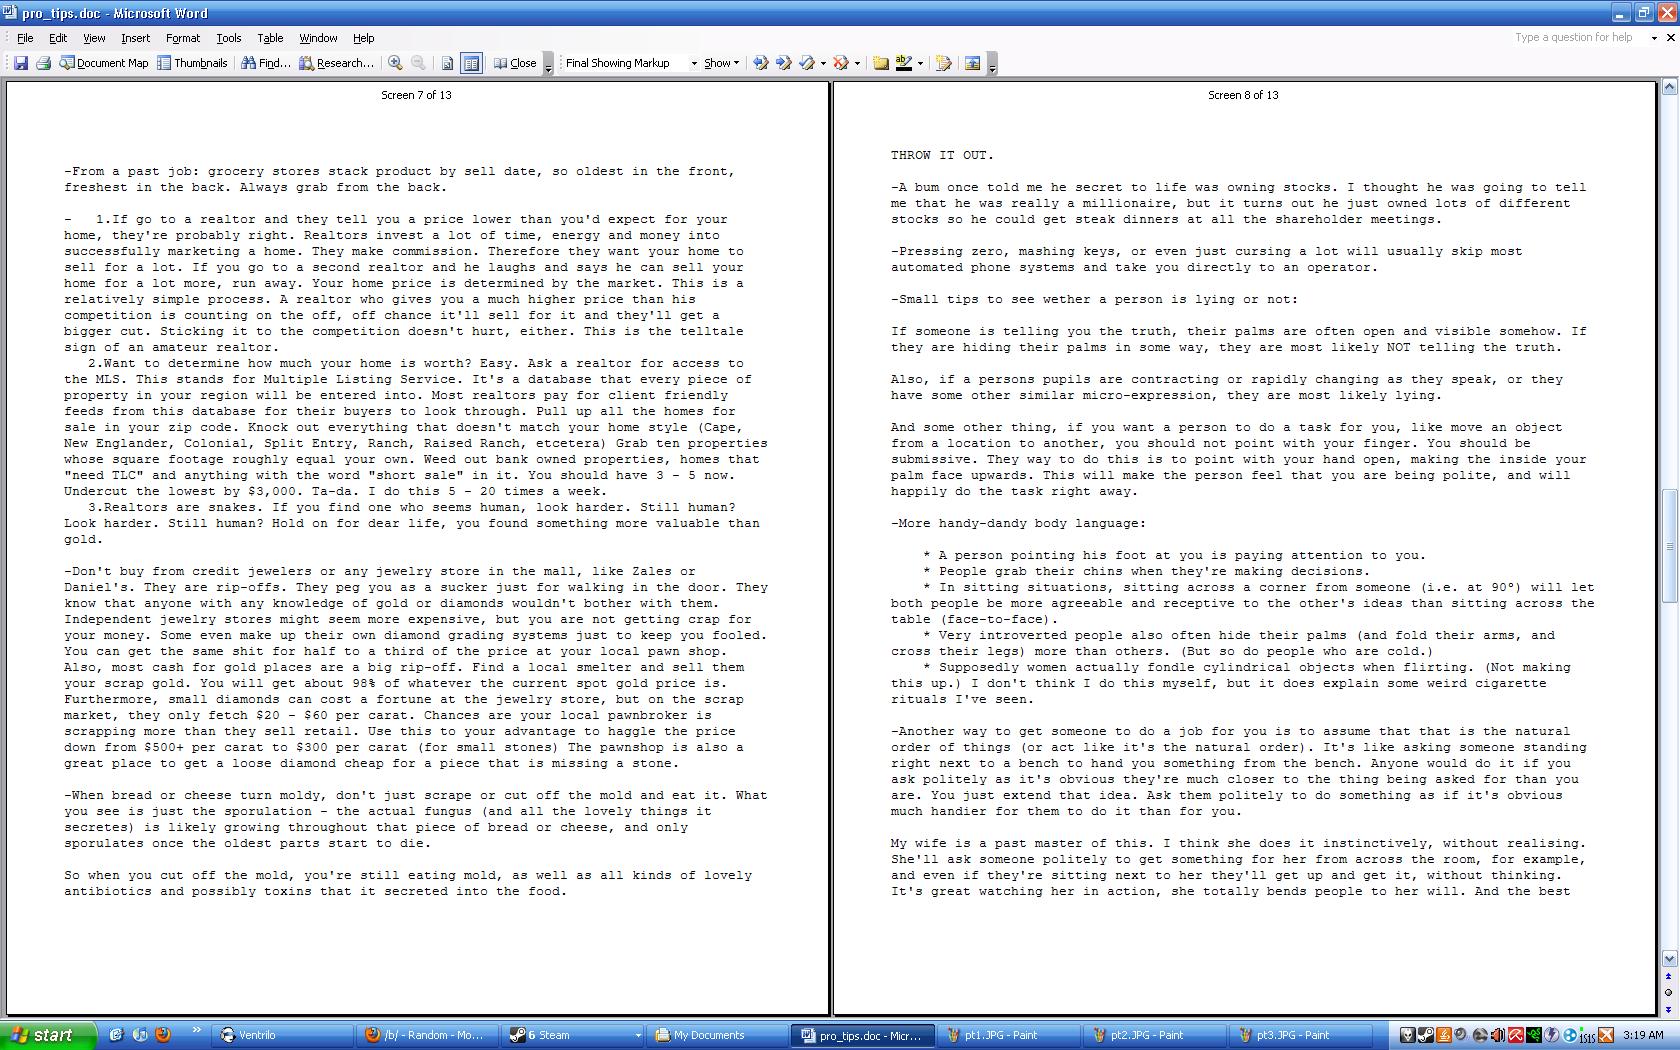 pro_tips.doc - Microsoft Word
File Edit View Insert Format Tools Table Window Help
Type a question for help
Document Map Thumbnails Find... Research... Close Final Showing Markup Show
Screen 7 of 13
-From a past job: grocery stores stack product by sell date, so oldest in the front,
freshest in the back. Always grab from the back.
- 1.If go to a realtor and they tell you a price lower than you'd expect for your
home, they're probably right. Realtors invest a lot of time, energy and money into
successfully marketing a home. They make commission. Therefore they want your home to
sell for a lot. If you go to a second realtor and he laughs and says he can sell your
home for a lot more, run away. Your home price is determined by the market. This is a
relatively simple process. A realtor who gives you a much higher price than his
competition is counting on the off, off chance it'll sell for it and they'll get a
bigger cut. Sticking it to the competition doesn't hurt, either. This is the telltale
sign of an amateur realtor.
2.Want to determine how much your home is worth? Easy. Ask a realtor for access to
the MLS. This stands for Multiple Listing Service. It's a database that every piece of
property in your region will be entered into. Most realtors pay for client friendly
feeds from this database for their buyers to look through. Pull up all the homes for
sale in your zip code. Knock out everything that doesn't match your home style (Cape,
New Englander, Colonial, Split Entry, Ranch, Raised Ranch, etcetera) Grab ten properties
whose square footage roughly equal your own. Weed out bank owned properties, homes that
"need TLC" and anything with the word "short sale" in it. You should have 3 - 5 now.
Undercut the lowest by $3,000. Ta-da. I do this 5 - 20 times a week.
3.Realtors are snakes. If you find one who seems human, look harder. Still human?
Look harder. Still human? Hold on for dear life, you found something more valuable than
gold.
-Don't buy from credit jewelers or any jewelry store in the mall, like Zales or
Daniel's. They are rip-offs. They peg you as a sucker just for walking in the door. They
know that anyone with any knowledge of gold or diamonds wouldn't bother with them.
Independent jewelry stores might seem more expensive, but you are not getting crap for
your money. Some even make up their own diamond grading systems just to keep you fooled.
You can get the same shit for half to a third of the price at your local pawn shop.
Also, most cash for gold places are a big rip-off. Find a local smelter and sell them
your scrap gold. You will get about 98% of whatever the current spot gold price is.
Furthermore, small diamonds can cost a fortune at the jewelry store, but on the scrap
market, they only fetch $20 - $60 per carat. Chances are your local pawnbroker is
scrapping more than they sell retail. Use this to your advantage to haggle the price
down from $500+ per carat to $300 per carat (for small stones) The pawnshop is also a
great place to get a loose diamond cheap for a piece that is missing a stone.
-When bread or cheese turn moldy, don't just scrape or cut off the mold and eat it. What
you see is just the sporulation - the actual fungus (and all the lovely things it
secretes) is likely growing throughout that piece of bread or cheese, and only
sporulates once the oldest parts start to die.
So when you cut off the mold, you're still eating mold, as well as all kinds of lovely
antibiotics and possibly toxins that it secreted into the food.
Screen 8 of 13
THROW IT OUT.
-A bum once told me he secret to life was owning stocks. I thought he was going to tell
me that he was really a millionaire, but it turns out he just owned lots of different
stocks so he could get steak dinners at all the shareholder meetings.
-Pressing zero, mashing keys, or even just cursing a lot will usually skip most
automated phone systems and take you directly to an operator.
-Small tips to see wether a person is lying or not:
If someone is telling you the truth, their palms are often open and visible somehow. If
they are hiding their palms in some way, they are most likely NOT telling the truth.
Also, if a persons pupils are contracting or rapidly changing as they speak, or they
have some other similar micro-expression, they are most likely lying.
And some other thing, if you want a person to do a task for you, like move an object
from a location to another, you should not point with your finger. You should be
submissive. They way to do this is to point with your hand open, making the inside your
palm face upwards. This will make the person feel that you are being polite, and will
happily do the task right away.
-More handy-dandy body language:
* A person pointing his foot at you is paying attention to you.
* People grab their chins when they're making decisions.
* In sitting situations, sitting across a corner from someone (i.e. at 90º) will let
both people be more agreeable and receptive to the other's ideas than sitting across the
table (face-to-face).
* Very introverted people also often hide their palms (and fold their arms, and
cross their legs) more than others. (But so do people who are cold.)
* Supposedly women actually fondle cylindrical objects when flirting. (Not making
this up.) I don't think I do this myself, but it does explain some weird cigarette
rituals I've seen.
-Another way to get someone to do a job for you is to assume that that is the natural
order of things (or act like it's the natural order). It's like asking someone standing
right next to a bench to hand you something from the bench. Anyone would do it if you
ask politely as it's obvious they're much closer to the thing being asked for than you
are. You just extend that idea. Ask them politely to do something as if it's obvious
much handier for them to do it than for you.
My wife is a past master of this. I think she does it instinctively, without realising.
She'll ask someone politely to get something for her from across the room, for example,
and even if they're sitting next to her they'll get up and get it, without thinking.
It's great watching her in action, she totally bends people to her will. And the best
start Ventrilo /b/ - Random - Mo... 6 Steam My Documents pro_tips.doc - Micr... pt1.JPG - Paint pt2.JPG - Paint pt3.JPG - Paint 3:19 AM